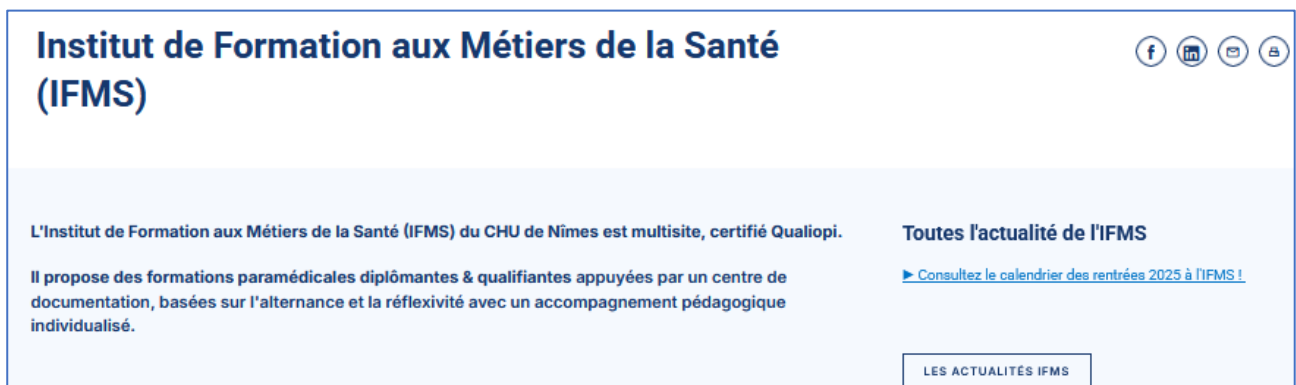 Institut de Formation aux Métiers de la Santé
(IFMS)
L'Institut de Formation aux Métiers de la Santé (IFMS) du CHU de Nîmes est multisite, certifié Qualiopi.
Il propose des formations paramédicales diplômantes & qualifiantes appuyées par un centre de
documentation, basées sur l'alternance et la réflexivité avec un accompagnement pédagogique
individualisé.
Toutes l'actualité de l'IFMS
►Consultez le calendrier des rentrées 2025 à l'IFMS !
LES ACTUALITÉS IFMS